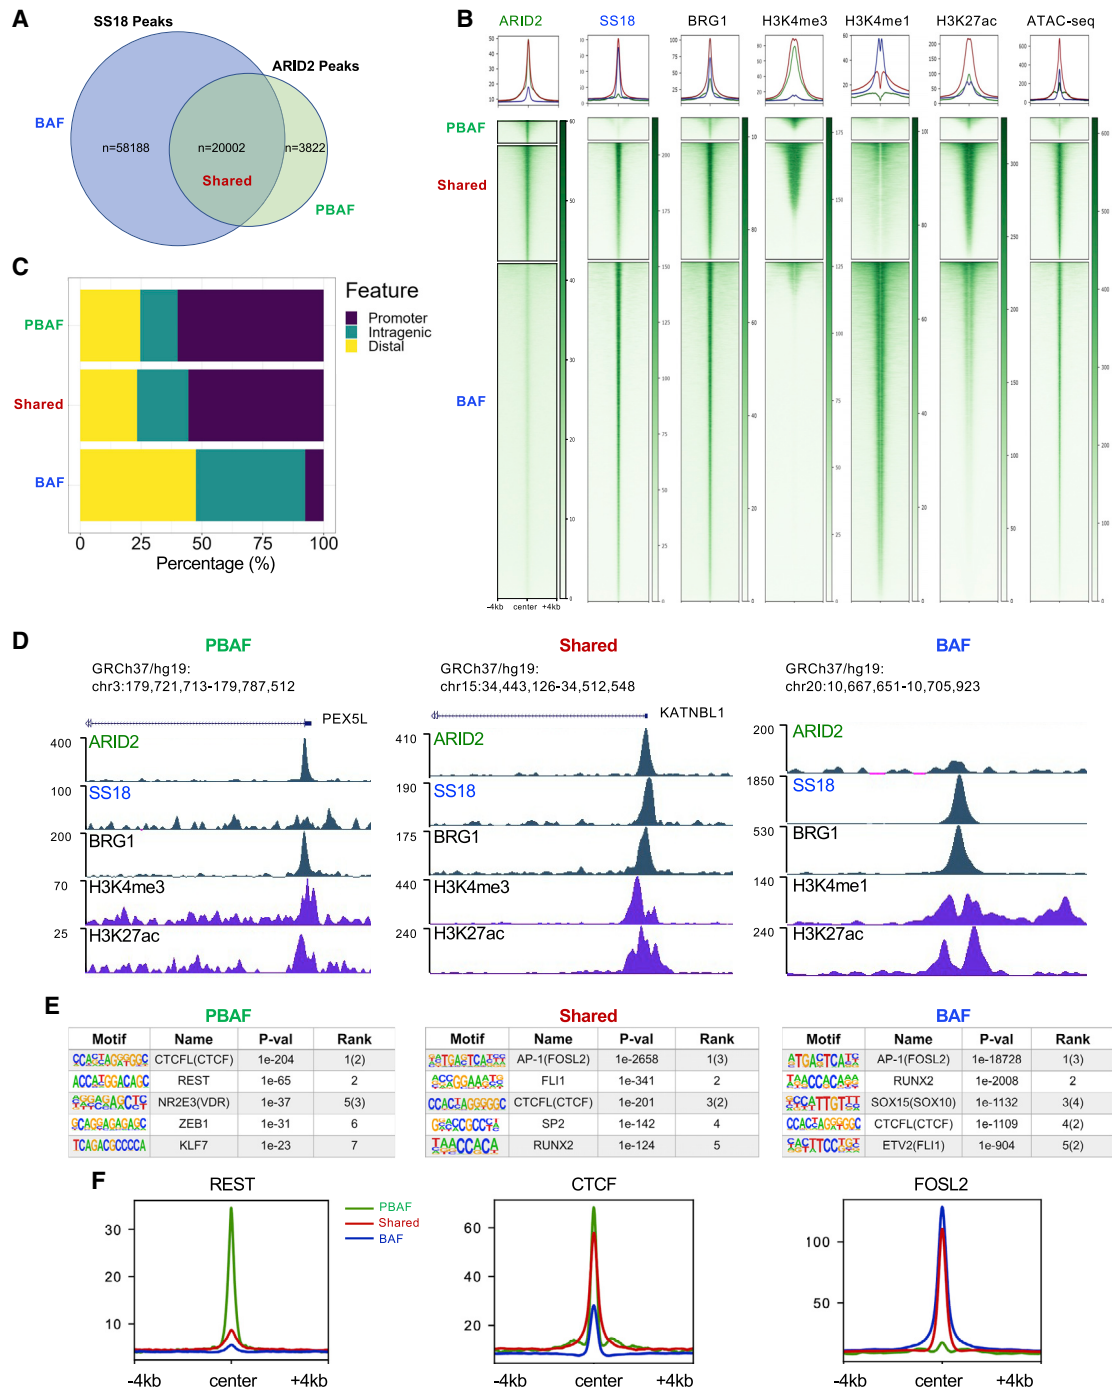 A
SS18 Peaks
ARID2 Peaks
BAF
n=58188
n=20002
n=3822
Shared
PBAF
B
ARID2 SS18 BRG1 H3K4me3 H3K4me1 H3K27ac ATAC-seq
PBAF
Shared
BAF
-4kb center +4kb
C
PBAF
Shared
BAF
0 25 50 75 100
Percentage (%)
Feature
Promoter
Intragenic
Distal
D
PBAF
GRCh37/hg19:
chr3:179,721,713-179,787,512
PEX5L
400 ARID2
100 SS18
200 BRG1
70 H3K4me3
25 H3K27ac
Shared
GRCh37/hg19:
chr15:34,443,126-34,512,548
KATNBL1
410 ARID2
190 SS18
175 BRG1
440 H3K4me3
240 H3K27ac
BAF
GRCh37/hg19:
chr20:10,667,651-10,705,923
200 ARID2
1850 SS18
530 BRG1
140 H3K4me1
240 H3K27ac
E
PBAF
Motif Name P-val Rank
CTCFL(CTCF) 1e-204 1(2)
REST 1e-65 2
NR2E3(VDR) 1e-37 5(3)
ZEB1 1e-31 6
KLF7 1e-23 7
Shared
Motif Name P-val Rank
AP-1(FOSL2) 1e-2658 1(3)
FLI1 1e-341 2
CTCFL(CTCF) 1e-201 3(2)
SP2 1e-142 4
RUNX2 1e-124 5
BAF
Motif Name P-val Rank
AP-1(FOSL2) 1e-18728 1(3)
RUNX2 1e-2008 2
SOX15(SOX10) 1e-1132 3(4)
CTCFL(CTCF) 1e-1109 4(2)
ETV2(FLI1) 1e-904 5(2)
F
REST
30
20
10
-4kb center +4kb
PBAF
Shared
BAF
CTCF
60
40
20
-4kb center +4kb
FOSL2
100
50
-4kb center +4kb